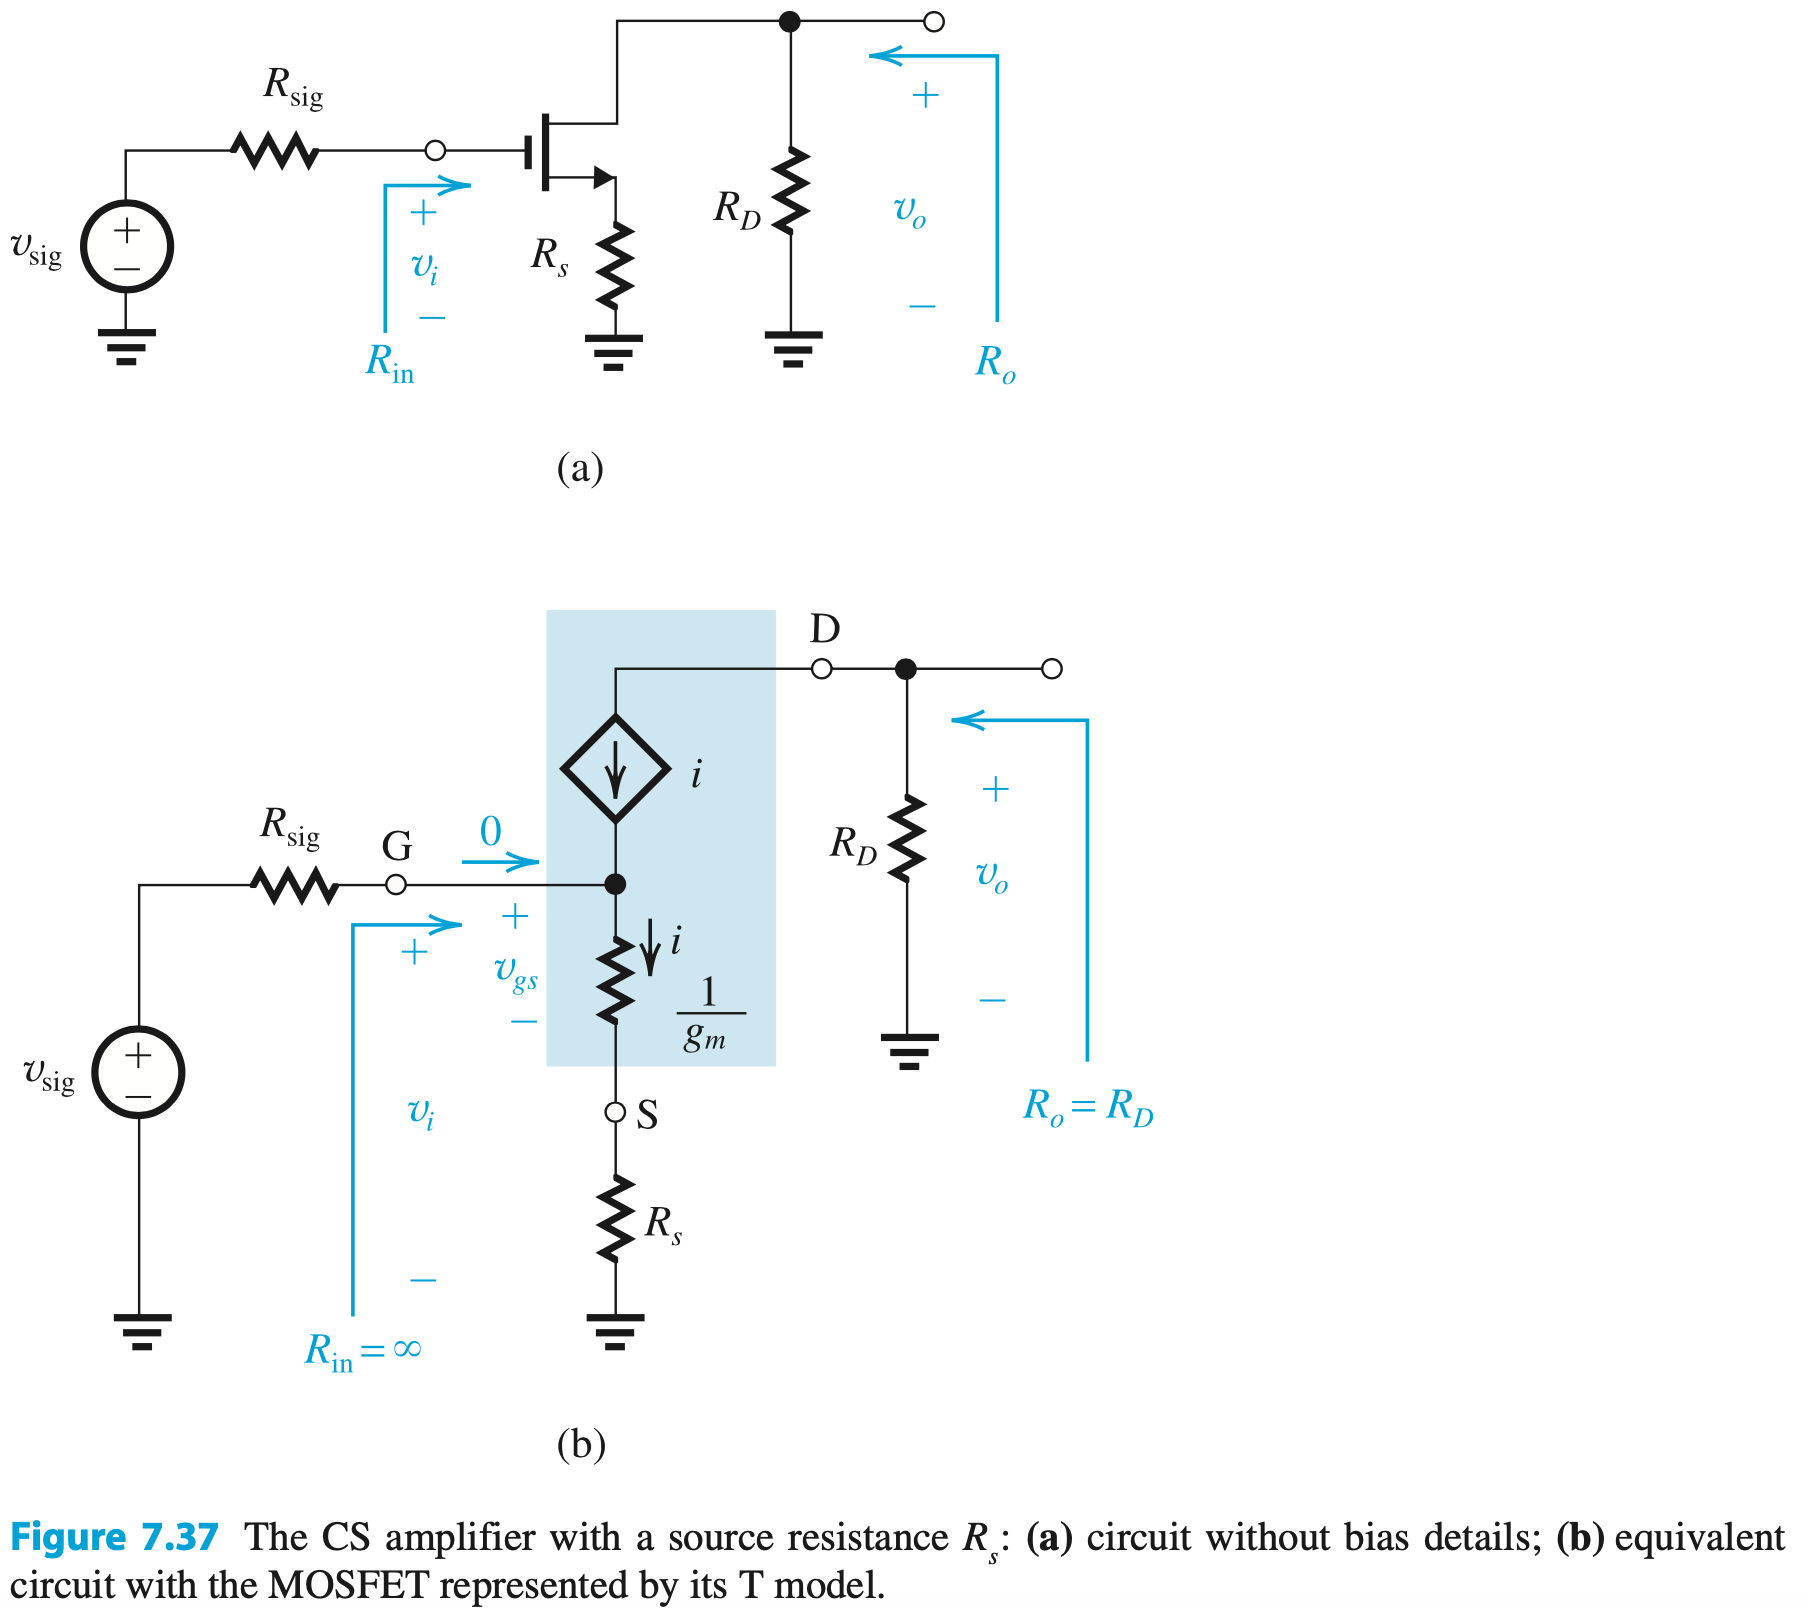 R_sig
+
−
v_sig
+
v_i
−
R_in
R_s
R_D
+
v_o
−
R_o
(a)
D
i
R_sig
G
0
+
v_gs
−
i
1/g_m
R_D
+
v_o
−
R_o = R_D
+
−
v_sig
+
v_i
−
S
R_s
R_in = ∞
(b)
Figure 7.37 The CS amplifier with a source resistance R_s: (a) circuit without bias details; (b) equivalent
circuit with the MOSFET represented by its T model.